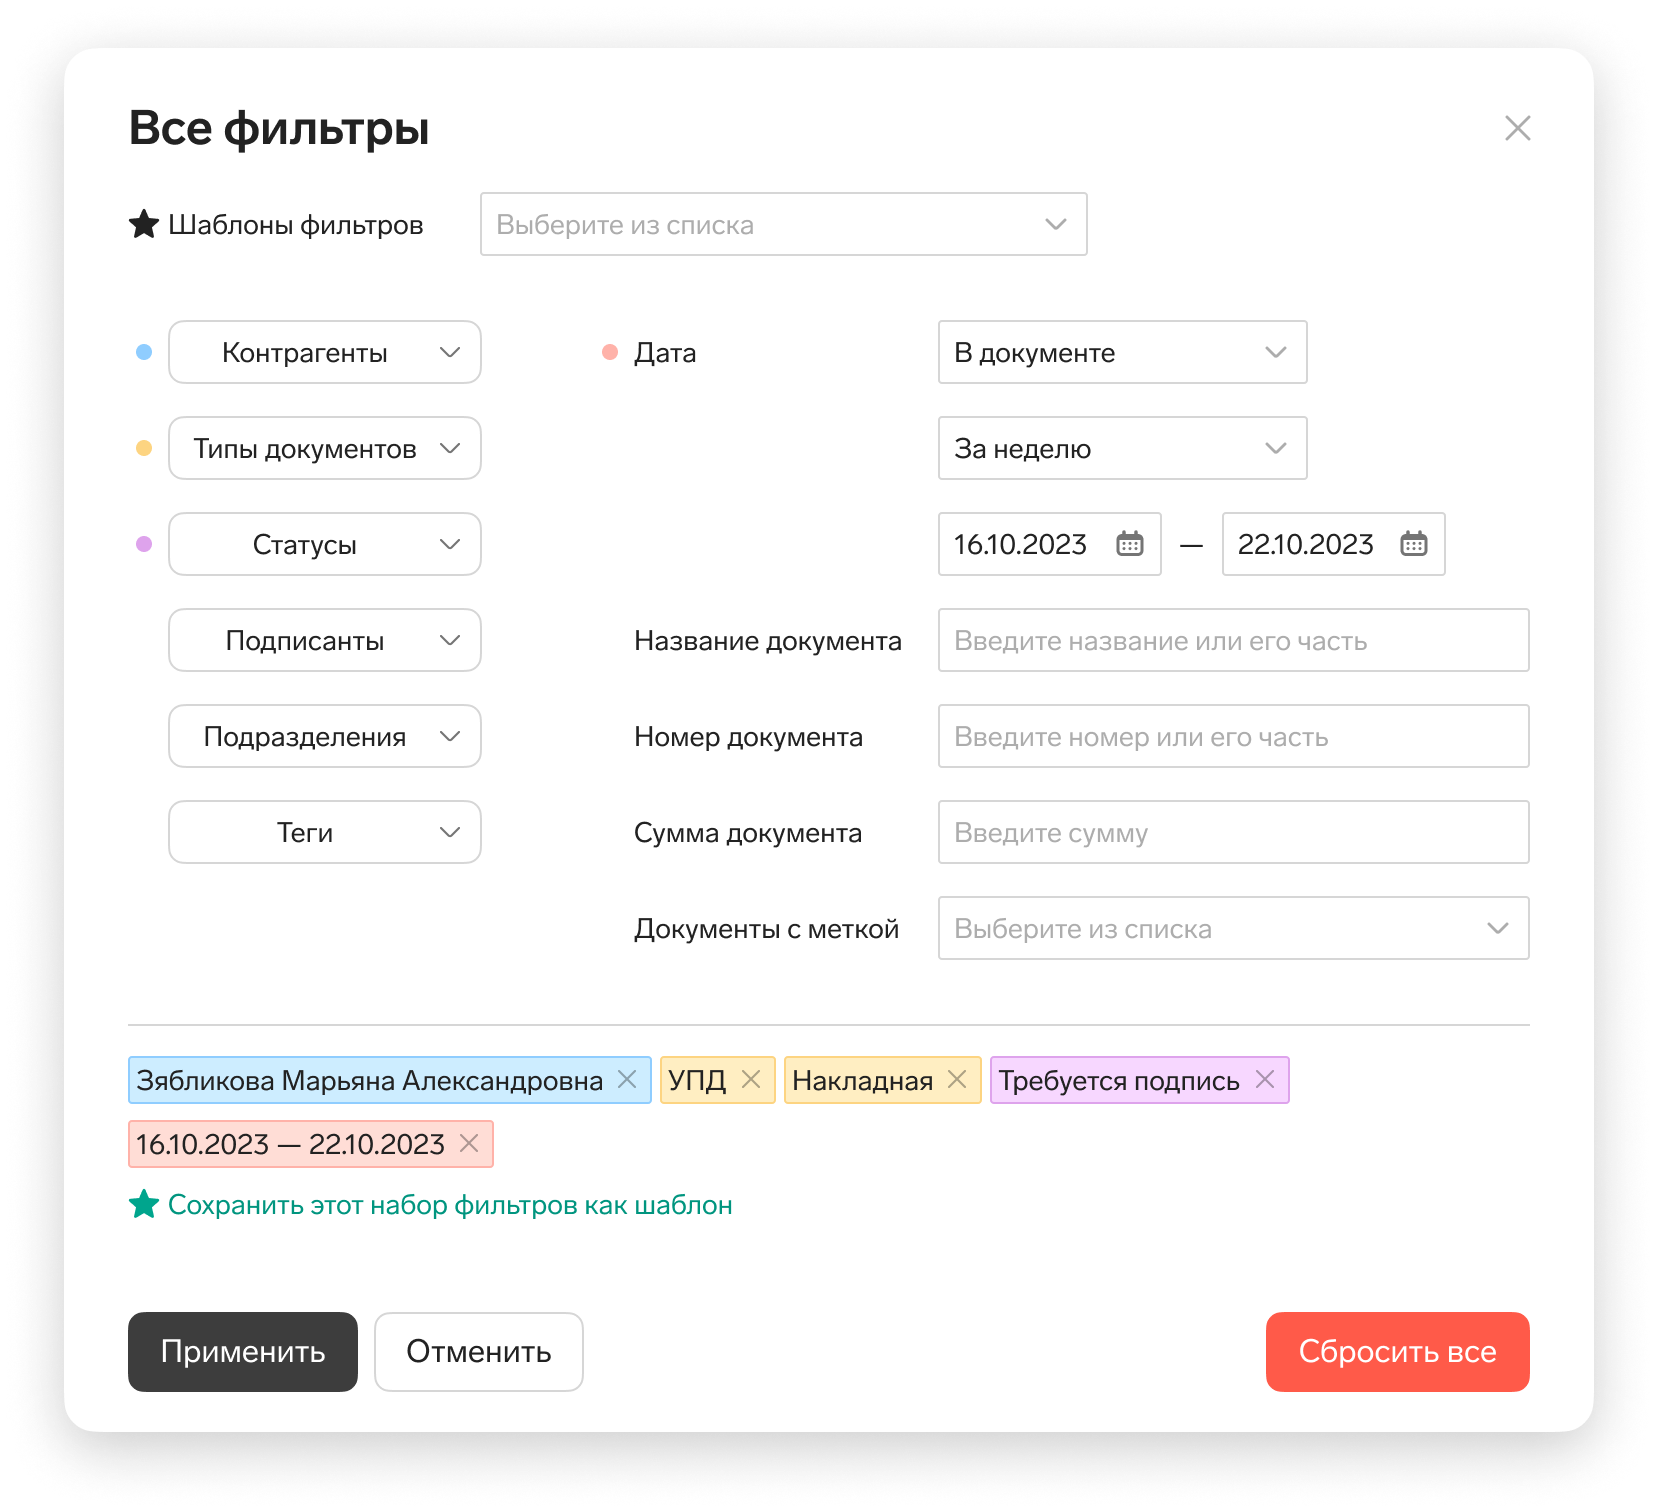 Все фильтры
Шаблоны фильтров Выберите из списка
Контрагенты Дата В документе
Типы документов За неделю
Статусы 16.10.2023 — 22.10.2023
Подписанты Название документа Введите название или его часть
Подразделения Номер документа Введите номер или его часть
Теги Сумма документа Введите сумму
Документы с меткой Выберите из списка
Зябликова Марьяна Александровна УПД Накладная Требуется подпись
16.10.2023 — 22.10.2023
Сохранить этот набор фильтров как шаблон
Применить Отменить Сбросить все